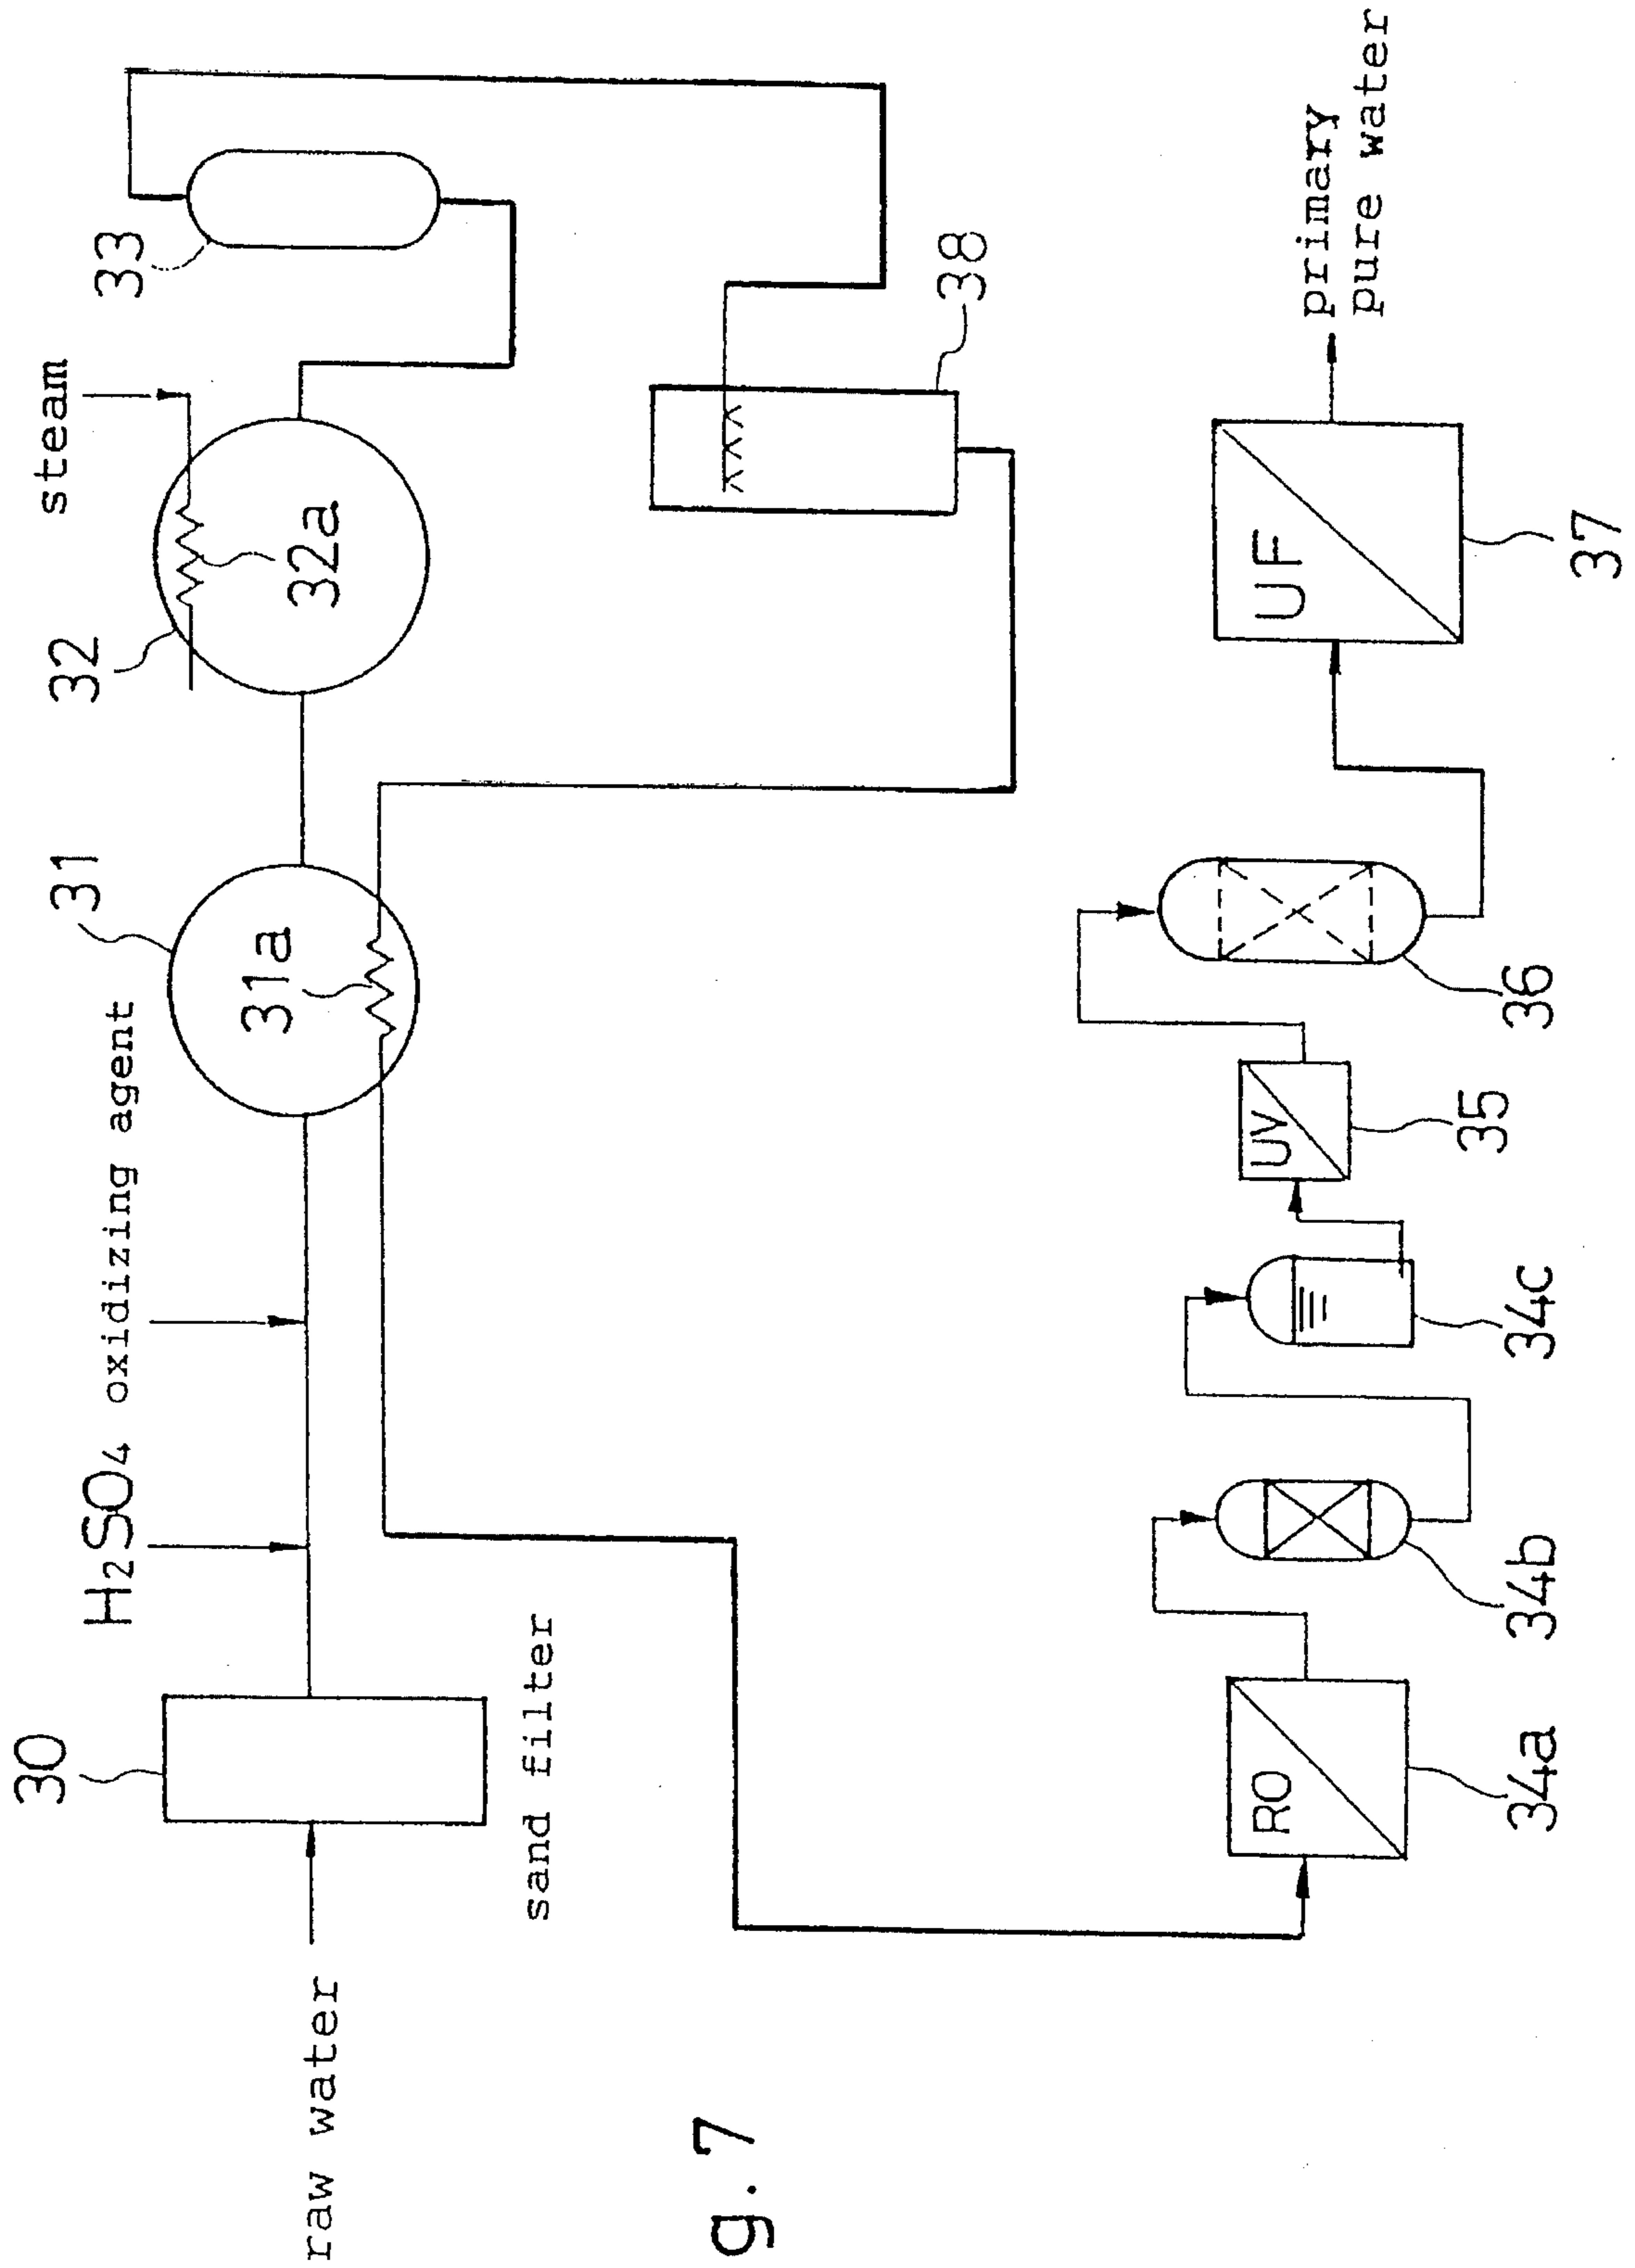 steam
33
32
32a
31
31a
H₂SO₄ oxidizing agent
30
sand filter
raw water
38
primary
pure water
UF
37
36
UV
35
34c
34b
RO
34a
g. 7